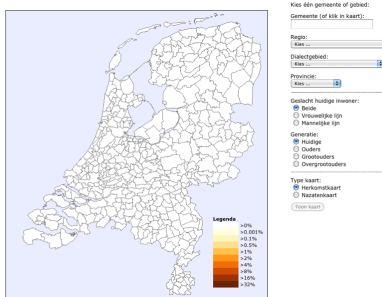 Kies één gemeente of gebied:
Gemeente (of klik in kaart):
Regio:
Kies ...
Dialectgebied:
Kies ...
Provincie:
Kies ...
Geslacht huidige inwoner:
Beide
Vrouwelijke lijn
Mannelijke lijn
Generatie:
Huidige
Ouders
Grootouders
Overgrootouders
Type kaart:
Herkomstkaart
Nazatenkaart
Toon kaart
Legenda
>0%
>0.001%
>0.1%
>0.5%
>1%
>2%
>4%
>8%
>16%
>32%